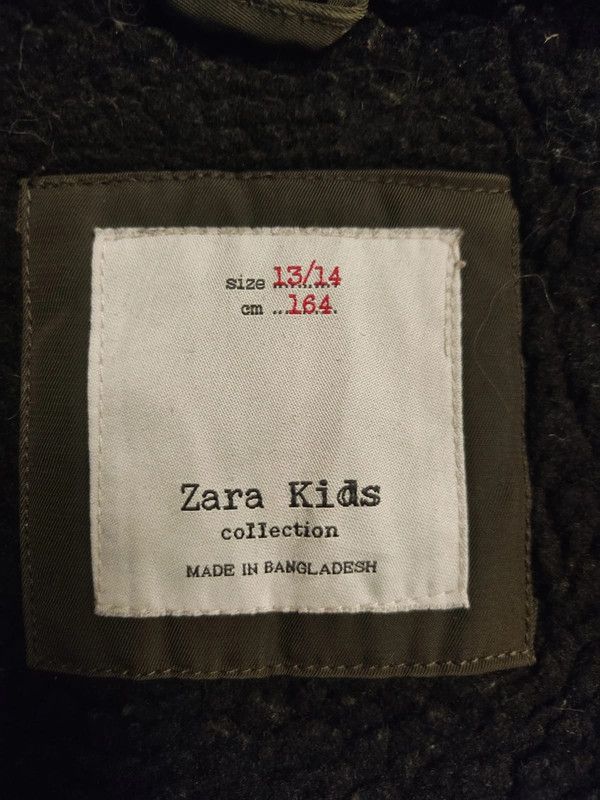 size 13/14
cm ...164.
Zara Kids
collection
MADE IN BANGLADESH